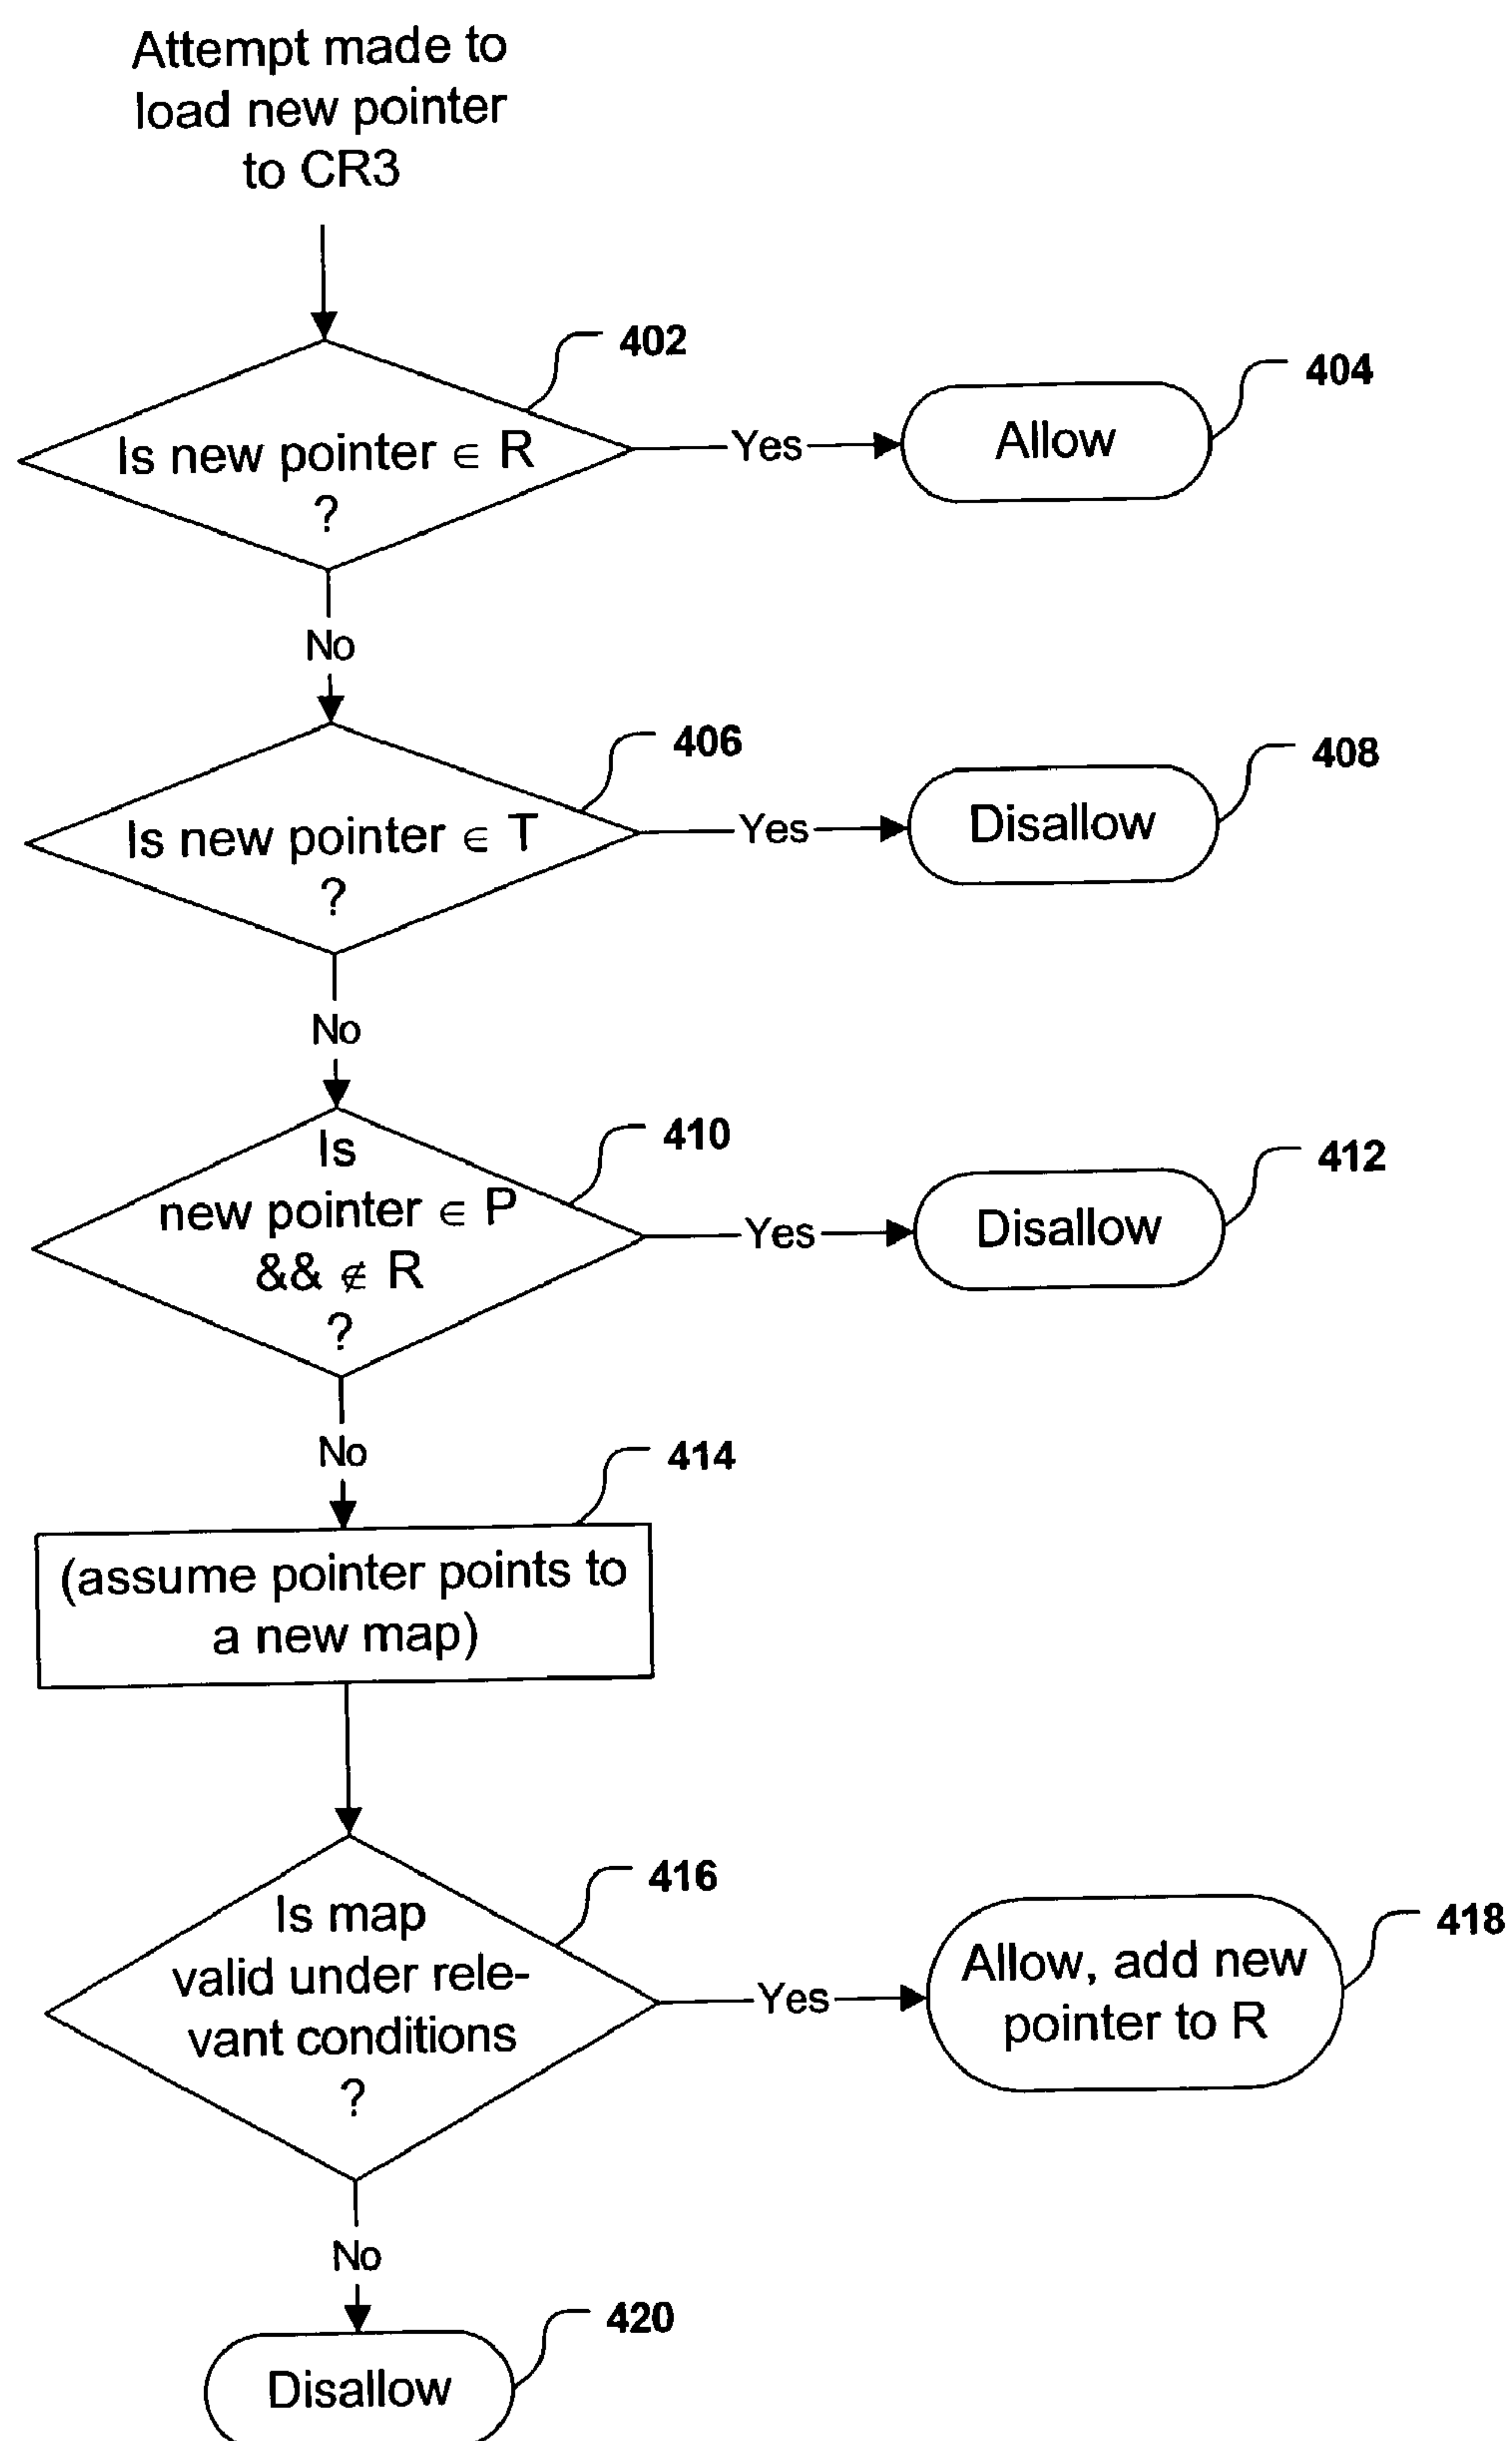 Attempt made to
load new pointer
to CR3
402
404
Is new pointer ∈ R
?
Yes
Allow
No
406
408
Is new pointer ∈ T
?
Yes
Disallow
No
410
412
Is
new pointer ∈ P
&& ∉ R
?
Yes
Disallow
No
414
(assume pointer points to
a new map)
416
418
Is map
valid under rele-
vant conditions
?
Yes
Allow, add new
pointer to R
No
420
Disallow